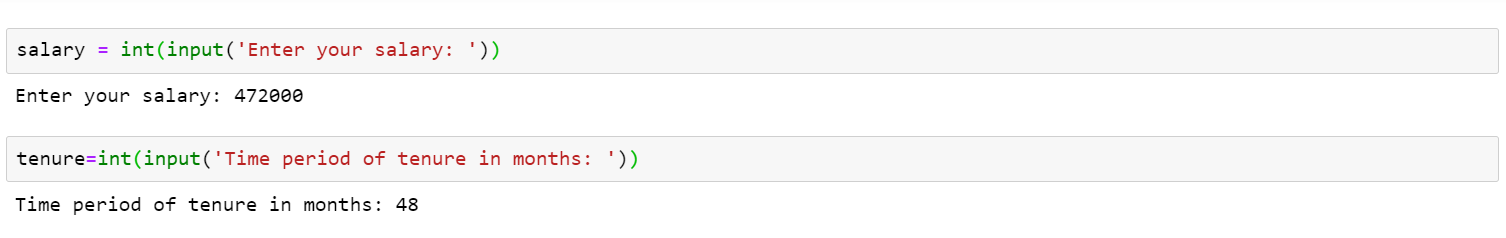 salary = int(input('Enter your salary: '))
Enter your salary: 472000
tenure=int(input('Time period of tenure in months: '))
Time period of tenure in months: 48